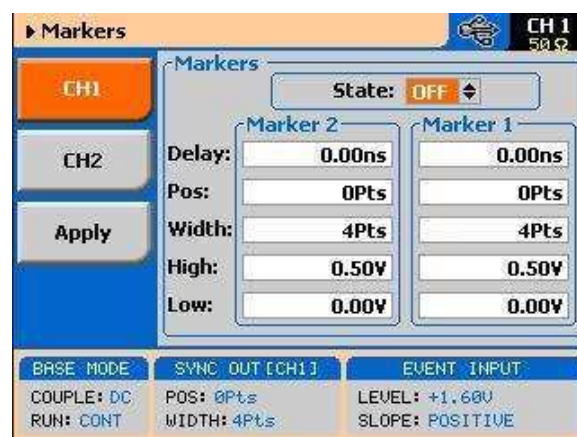 Markers
CH 1
50 Ω
CH1
CH2
Apply
Markers
State: OFF
Marker 2 Marker 1
Delay: 0.00ns 0.00ns
Pos: 0Pts 0Pts
Width: 4Pts 4Pts
High: 0.50V 0.50V
Low: 0.00V 0.00V
BASE MODE
COUPLE: DC
RUN: CONT
SYNC OUT[CH1]
POS: 0Pts
WIDTH: 4Pts
EVENT INPUT
LEVEL: +1.60V
SLOPE: POSITIVE